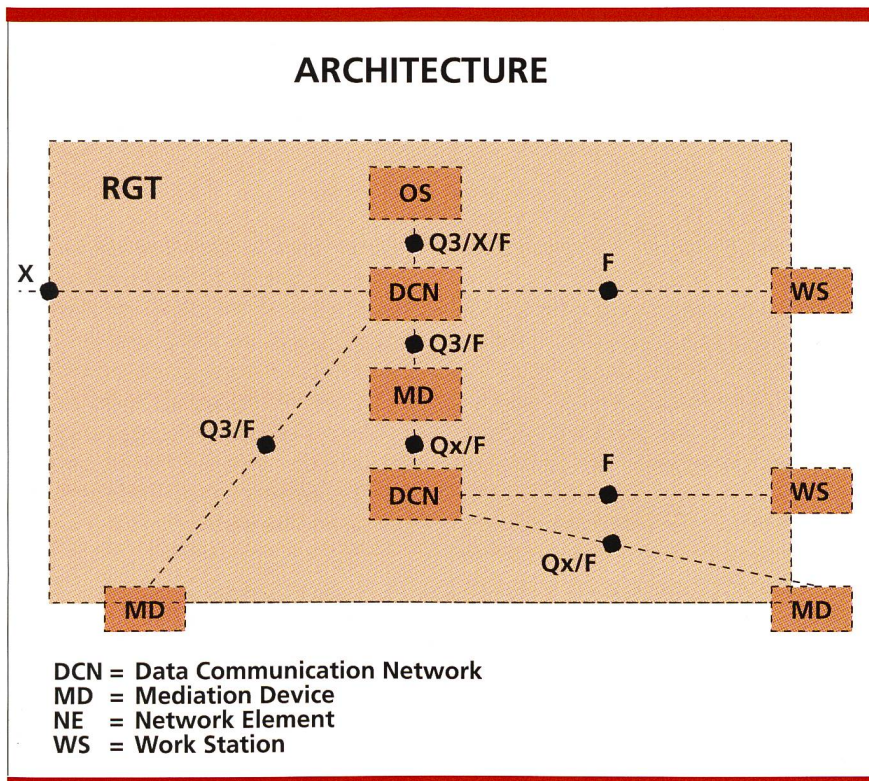 ARCHITECTURE
RGT
OS
Q3/X/F
X
DCN
F
WS
Q3/F
MD
Q3/F
Qx/F
DCN
F
WS
Qx/F
MD
MD
DCN = Data Communication Network
MD = Mediation Device
NE = Network Element
WS = Work Station